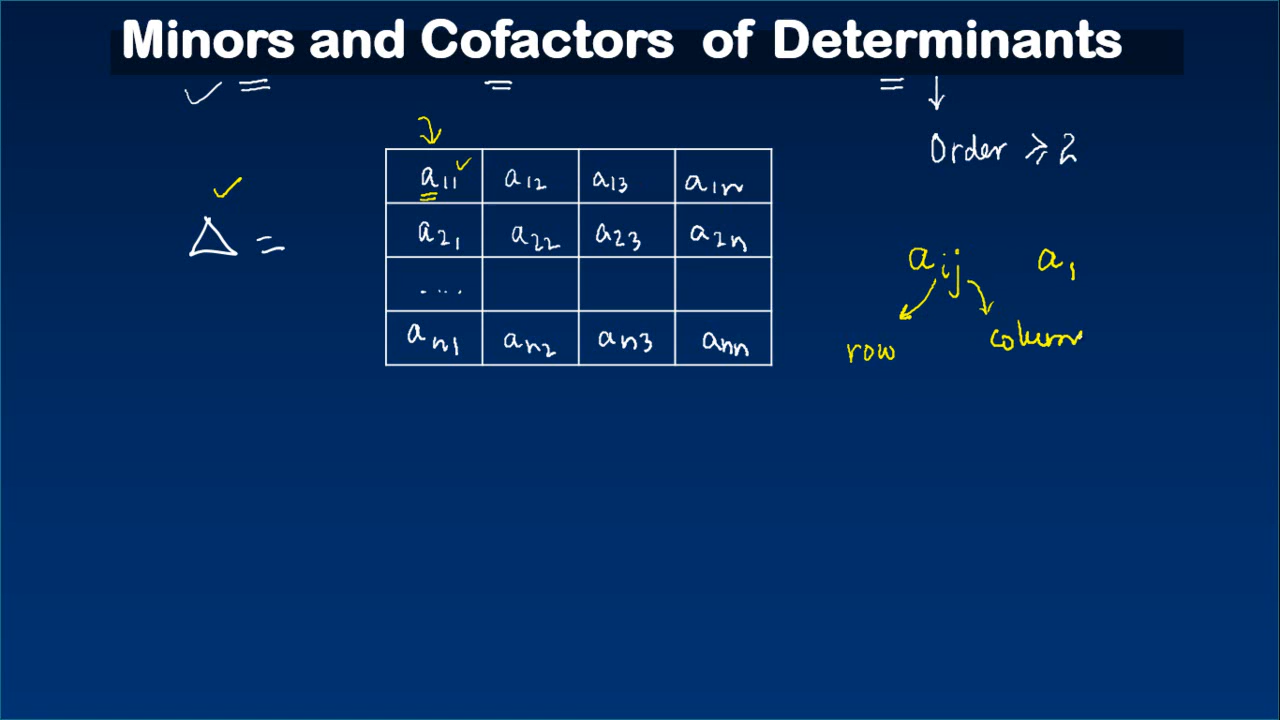 Minors and Cofactors of Determinants
✓ = = = ↓
Order ⩾ 2
a11 ✓ a12 a13 a1n
✓
Δ =
a21 a22 a23 a2n
aij a1
....
row column
an1 an2 an3 ann